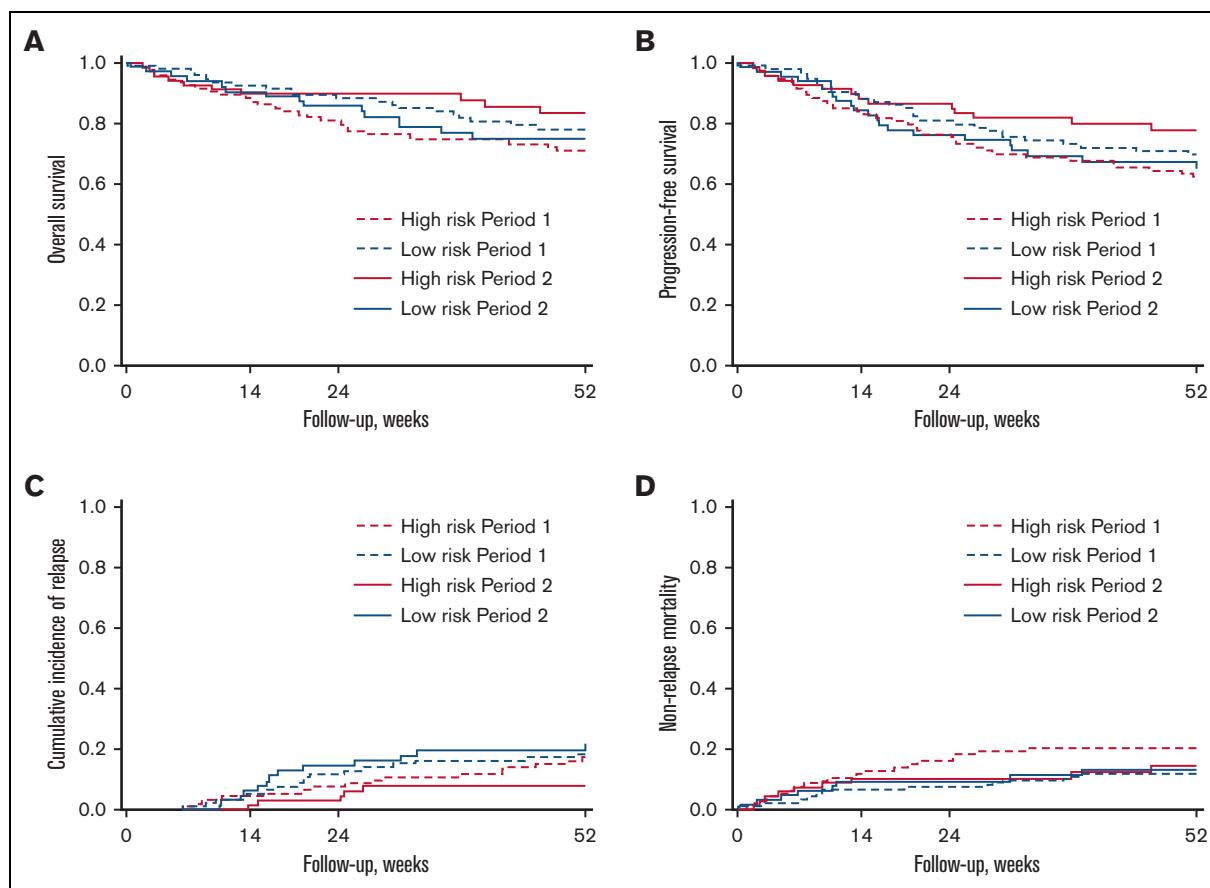 A
1.0
0.8
0.6
0.4
0.2
0.0
Overall survival
High risk Period 1
Low risk Period 1
High risk Period 2
Low risk Period 2
0 14 24 52
Follow-up, weeks
B
1.0
0.8
0.6
0.4
0.2
0.0
Progression-free survival
High risk Period 1
Low risk Period 1
High risk Period 2
Low risk Period 2
0 14 24 52
Follow-up, weeks
C
1.0
0.8
0.6
0.4
0.2
0.0
Cumulative incidence of relapse
High risk Period 1
Low risk Period 1
High risk Period 2
Low risk Period 2
0 14 24 52
Follow-up, weeks
D
1.0
0.8
0.6
0.4
0.2
0.0
Non-relapse mortality
High risk Period 1
Low risk Period 1
High risk Period 2
Low risk Period 2
0 14 24 52
Follow-up, weeks